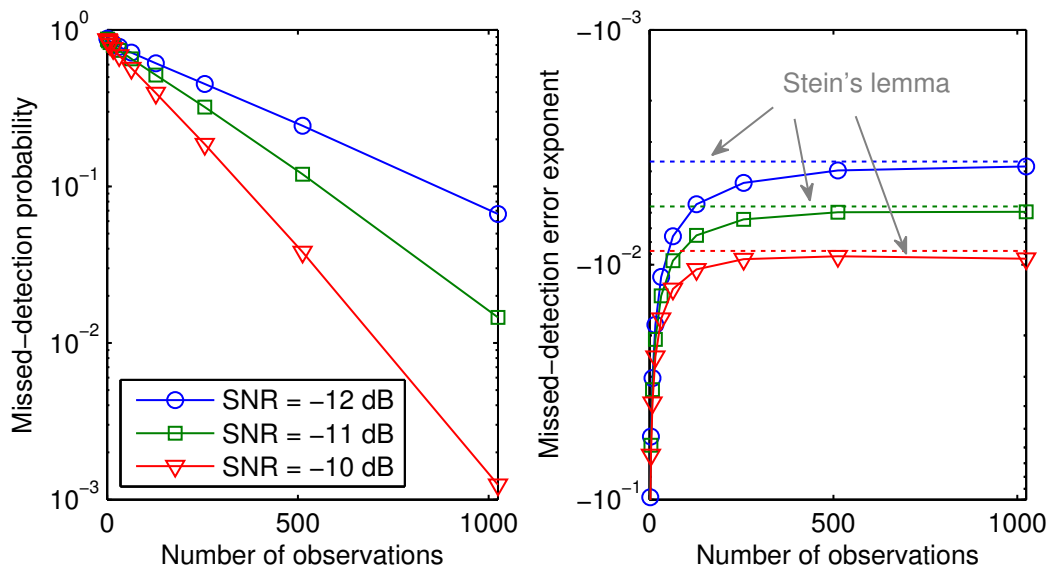 Missed−detection probability
10^0
10^−1
10^−2
10^−3
0
500
1000
Number of observations
SNR = −12 dB
SNR = −11 dB
SNR = −10 dB
Missed−detection error exponent
−10^−3
−10^−2
−10^−1
0
500
1000
Number of observations
Stein's lemma